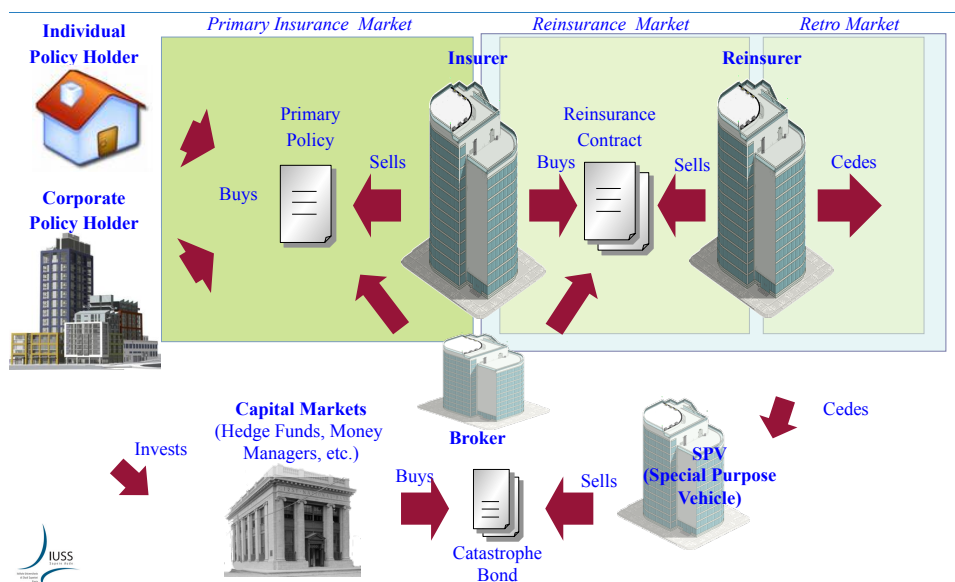 Individual
Policy Holder
Primary Insurance Market
Reinsurance Market
Retro Market
Insurer
Reinsurer
Primary
Policy
Reinsurance
Contract
Sells
Buys
Sells
Cedes
Buys
Corporate
Policy Holder
Capital Markets
(Hedge Funds, Money
Managers, etc.)
Broker
Cedes
SPV
(Special Purpose
Vehicle)
Invests
Buys
Sells
Catastrophe
Bond
IUSS